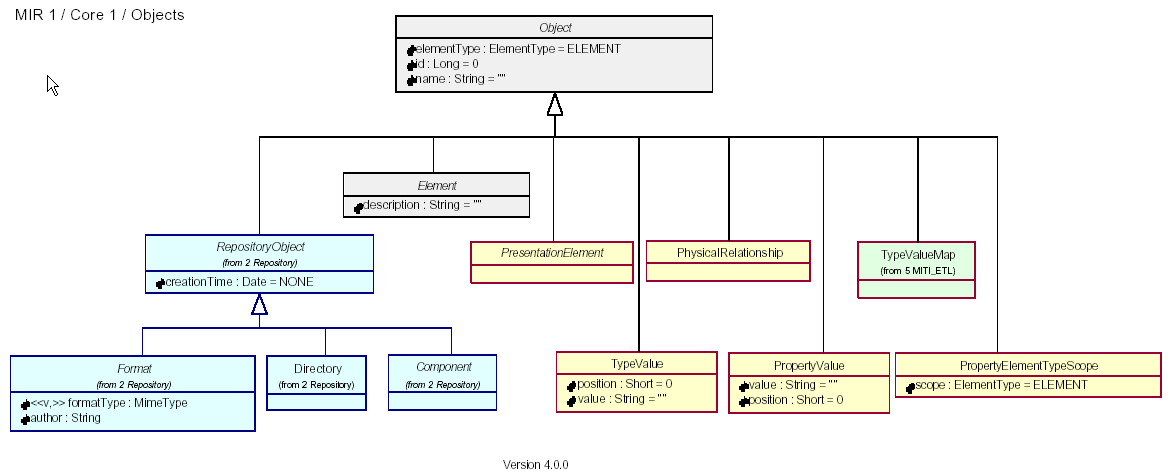 MIR 1 / Core 1 / Objects
Object
elementType : ElementType = ELEMENT
id : Long = 0
name : String = ""
Element
description : String = ""
RepositoryObject
(from 2 Repository)
creationTime : Date = NONE
PresentationElement
PhysicalRelationship
TypeValueMap
(from 5 MITI_ETL)
Format
(from 2 Repository)
<<v,>> formatType : MimeType
author : String
Directory
(from 2 Repository)
Component
(from 2 Repository)
TypeValue
position : Short = 0
value : String = ""
PropertyValue
value : String = ""
position : Short = 0
PropertyElementTypeScope
scope : ElementType = ELEMENT
Version 4.0.0